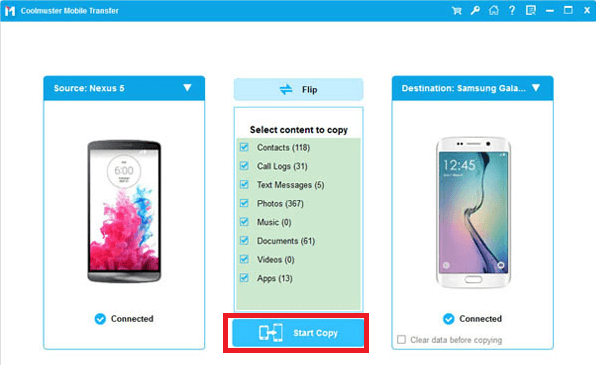 Coolmuster Mobile Transfer
Source: Nexus 5
Flip
Destination: Samsung Gala...
Select content to copy
Contacts (118)
Call Logs (31)
Text Messages (5)
Photos (367)
Music (0)
Documents (61)
Videos (0)
Apps (13)
6:00
12:45
Connected
Start Copy
Connected
Clear data before copying